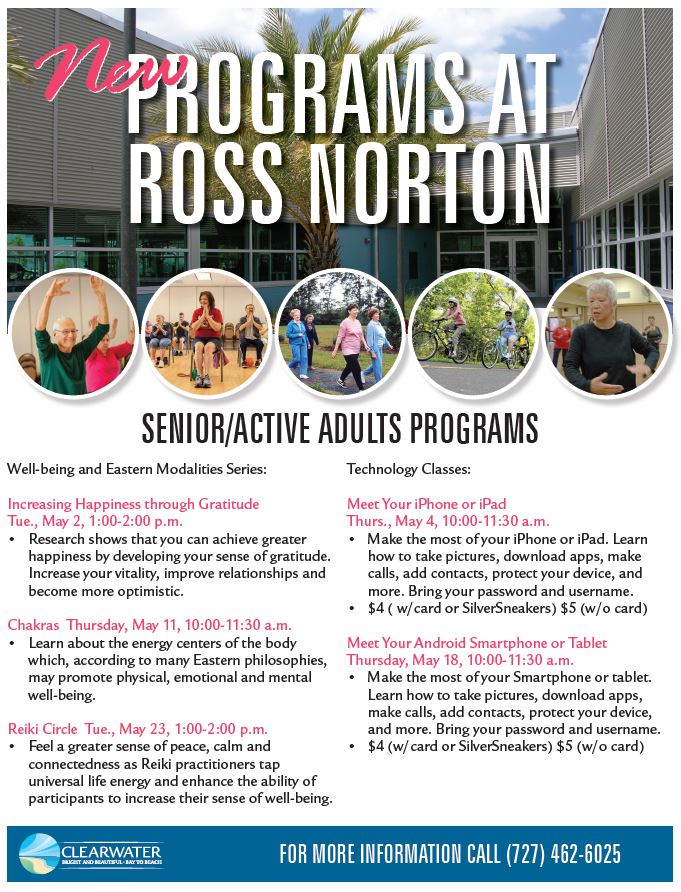 New
PROGRAMS AT
ROSS NORTON
SENIOR/ACTIVE ADULTS PROGRAMS
Well-being and Eastern Modalities Series:
Increasing Happiness through Gratitude
Tue., May 2, 1:00-2:00 p.m.
• Research shows that you can achieve greater
happiness by developing your sense of gratitude.
Increase your vitality, improve relationships and
become more optimistic.
Chakras Thursday, May 11, 10:00-11:30 a.m.
• Learn about the energy centers of the body
which, according to many Eastern philosophies,
may promote physical, emotional and mental
well-being.
Reiki Circle Tue., May 23, 1:00-2:00 p.m.
• Feel a greater sense of peace, calm and
connectedness as Reiki practitioners tap
universal life energy and enhance the ability of
participants to increase their sense of well-being.
Technology Classes:
Meet Your iPhone or iPad
Thurs., May 4, 10:00-11:30 a.m.
• Make the most of your iPhone or iPad. Learn
how to take pictures, download apps, make
calls, add contacts, protect your device, and
more. Bring your password and username.
• $4 ( w/card or SilverSneakers) $5 (w/o card)
Meet Your Android Smartphone or Tablet
Thursday, May 18, 10:00-11:30 a.m.
• Make the most of your Smartphone or tablet.
Learn how to take pictures, download apps,
make calls, add contacts, protect your device,
and more. Bring your password and username.
• $4 (w/card or SilverSneakers) $5 (w/o card)
CLEARWATER
BRIGHT AND BEAUTIFUL • BAY TO BEACH
FOR MORE INFORMATION CALL (727) 462-6025